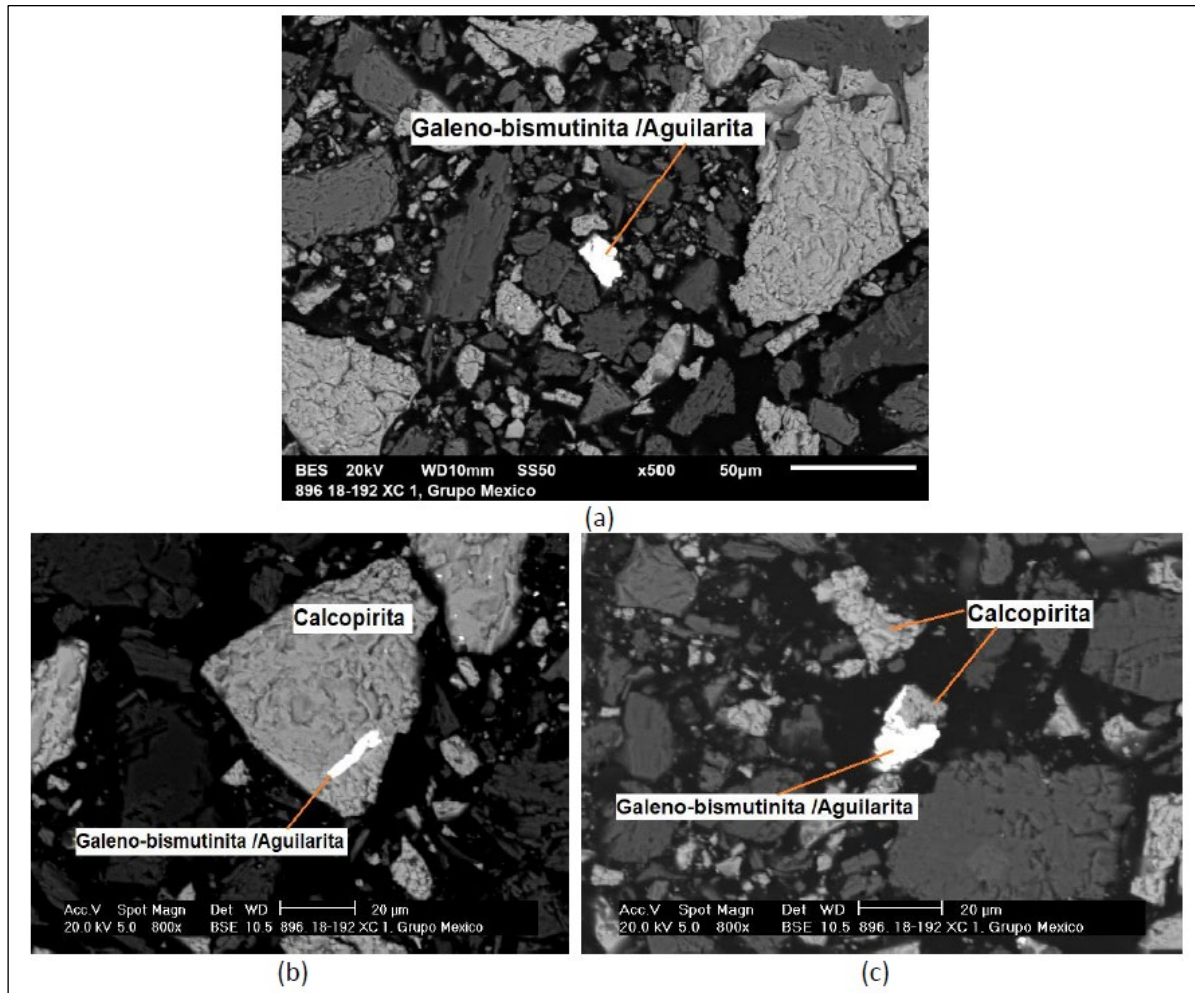 Galeno-bismutinita /Aguilarita
BES 20kV WD10mm SS50 x500 50µm
896 18-192 XC 1, Grupo Mexico
(a)
Calcopirita
Galeno-bismutinita /Aguilarita
Acc.V Spot Magn Det WD 20 µm
20.0 kV 5.0 800x BSE 10.5 896. 18-192 XC 1. Grupo Mexico
(b)
Calcopirita
Galeno-bismutinita /Aguilarita
Acc.V Spot Magn Det WD 20 µm
20.0 kV 5.0 800x BSE 10.5 896. 18-192 XC 1. Grupo Mexico
(c)